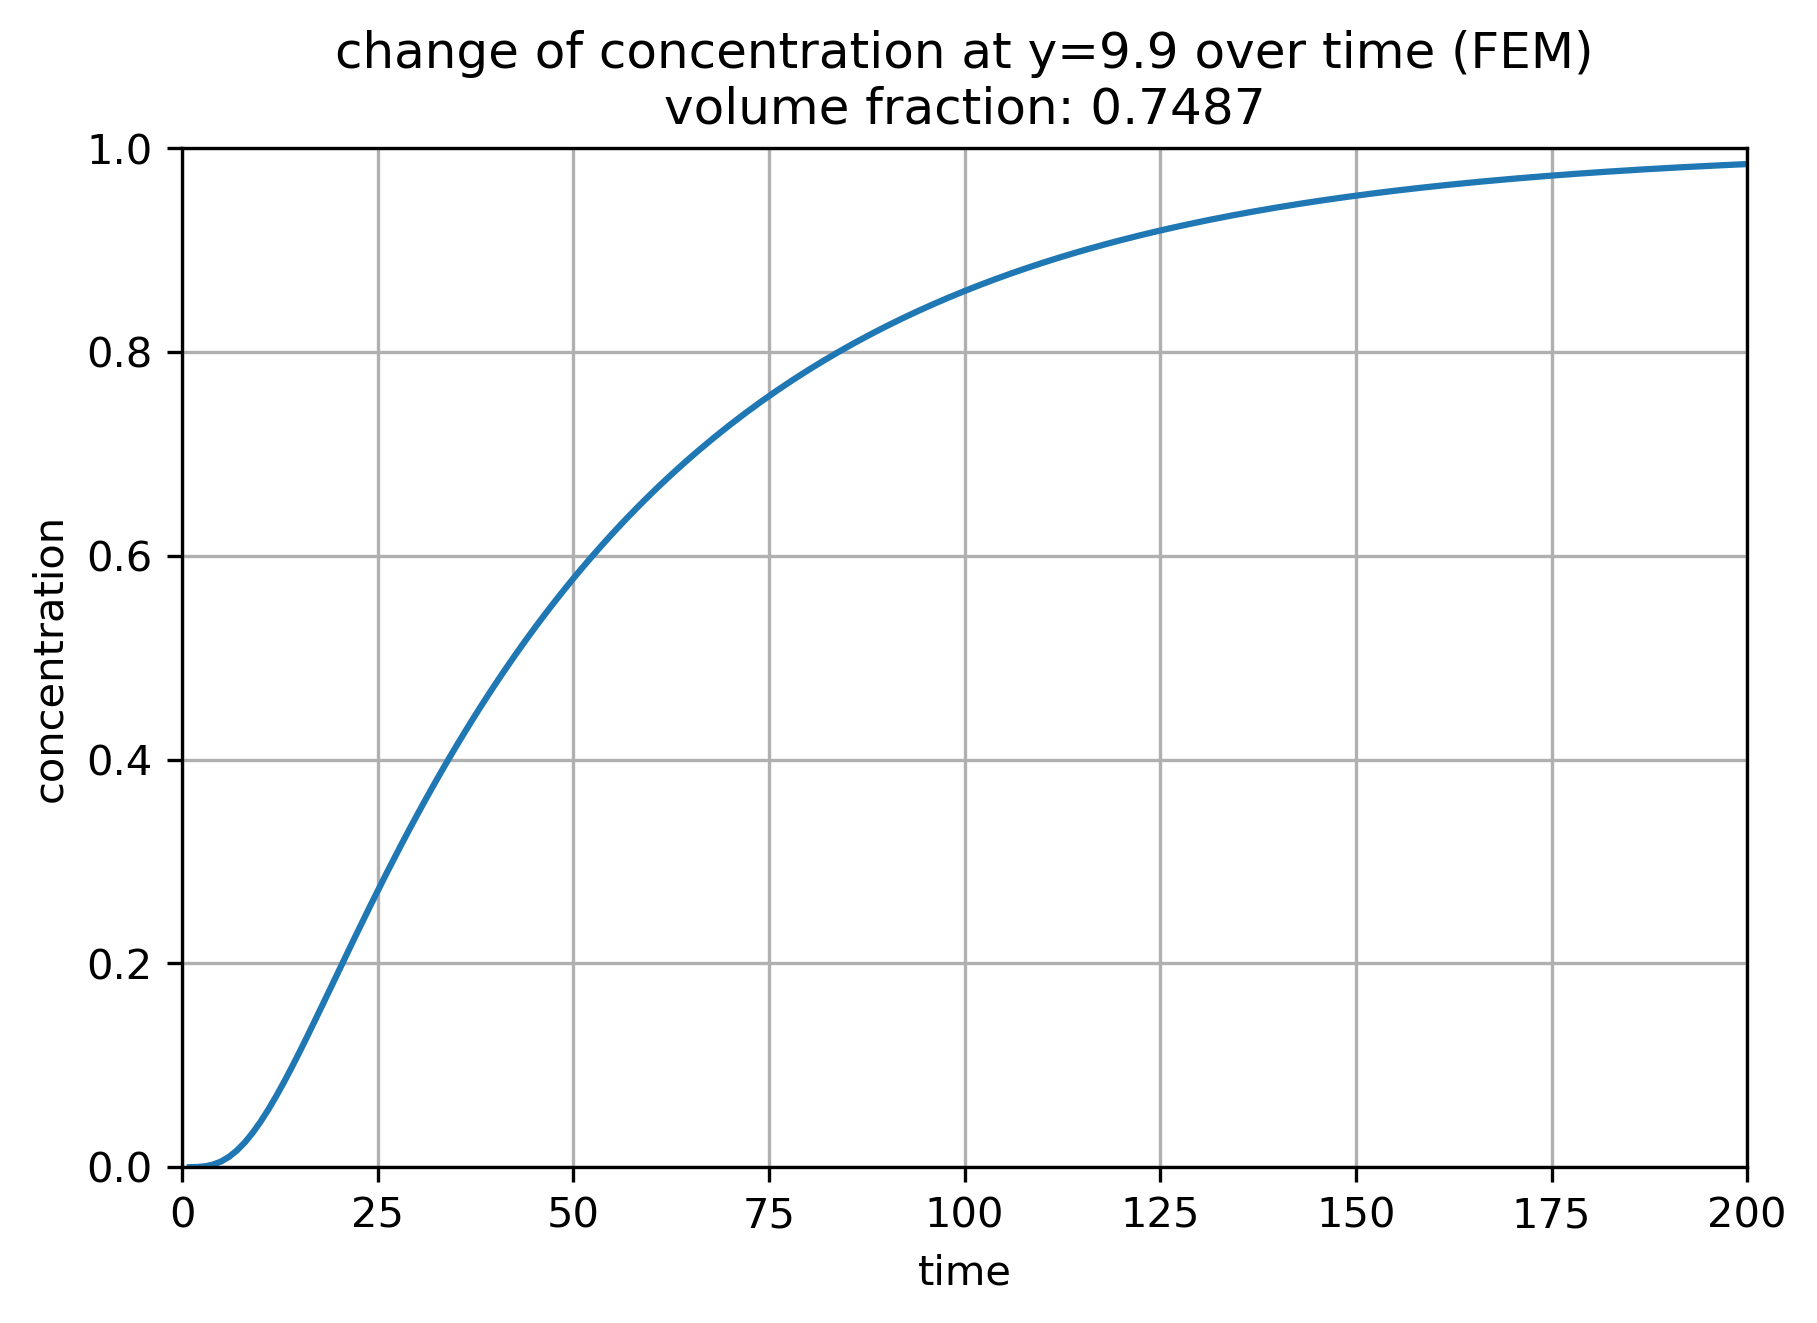 change of concentration at y=9.9 over time (FEM)
volume fraction: 0.7487
1.0
0.8
0.6
0.4
0.2
0.0
concentration
0 25 50 75 100 125 150 175 200
time